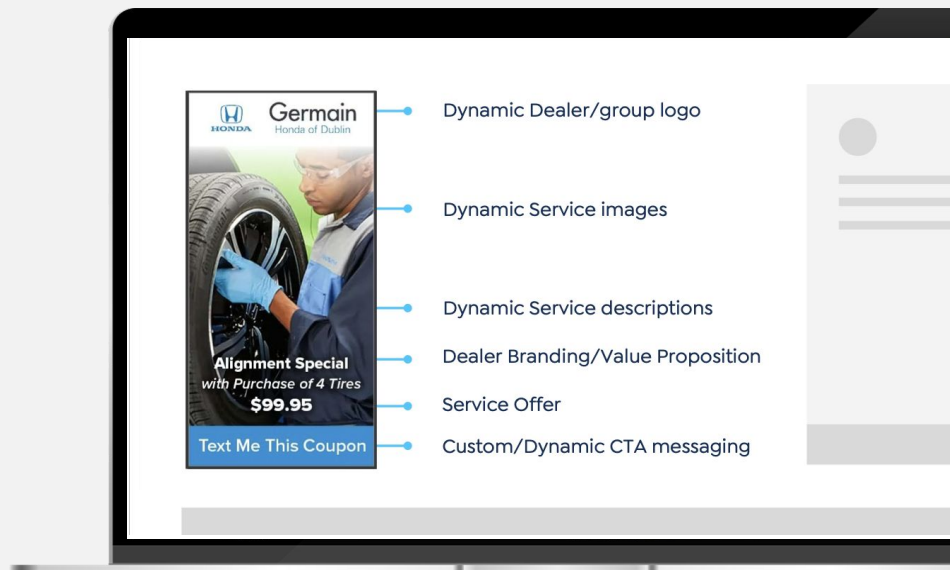 HONDA
Germain
Honda of Dublin
Dynamic Dealer/group logo
Dynamic Service images
Dynamic Service descriptions
Alignment Special
with Purchase of 4 Tires
$99.95
Dealer Branding/Value Proposition
Service Offer
Text Me This Coupon
Custom/Dynamic CTA messaging